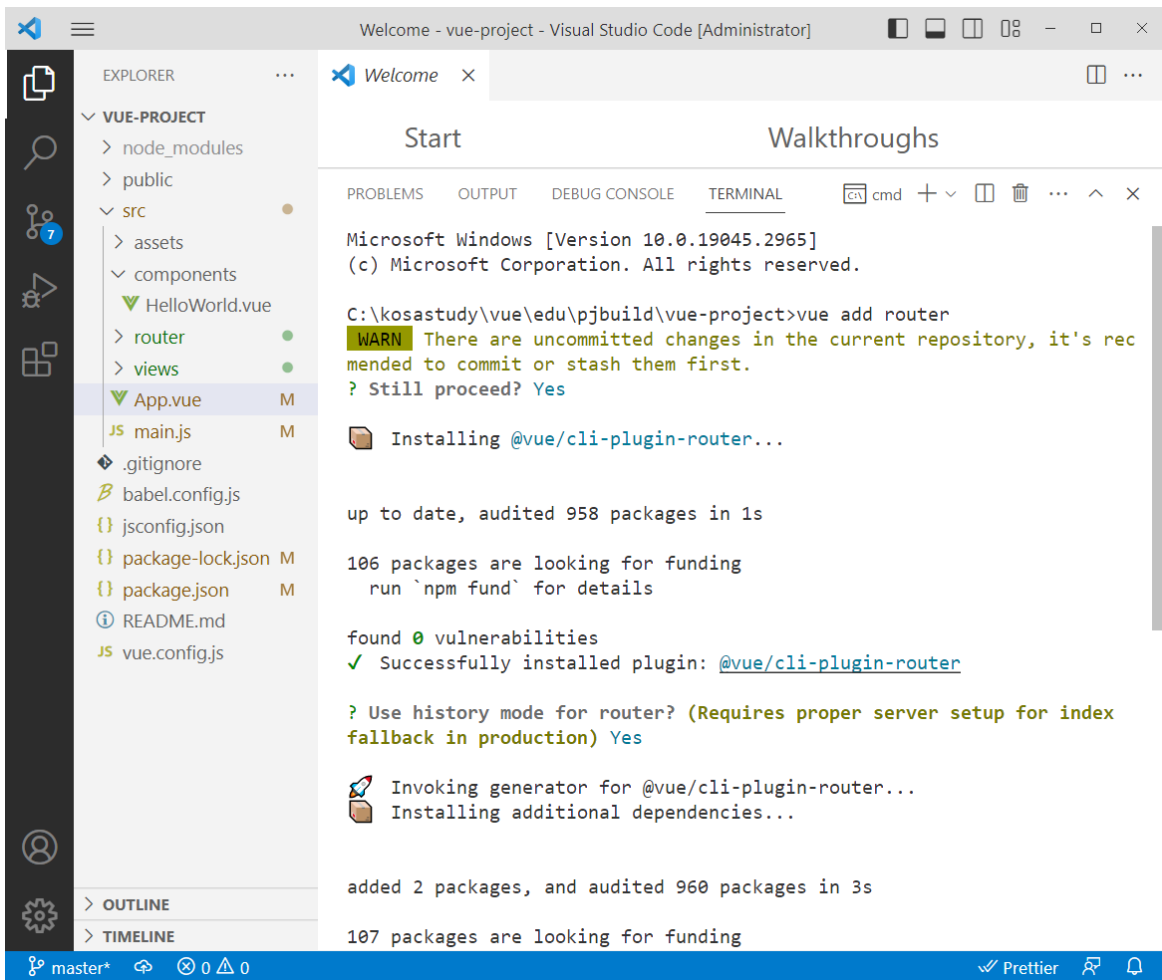 Welcome - vue-project - Visual Studio Code [Administrator]
EXPLORER
Welcome
VUE-PROJECT
node_modules
public
src
assets
components
HelloWorld.vue
router
views
App.vue M
JS main.js M
.gitignore
babel.config.js
{} jsconfig.json
{} package-lock.json M
{} package.json M
README.md
JS vue.config.js
OUTLINE
TIMELINE
7
Start Walkthroughs
PROBLEMS OUTPUT DEBUG CONSOLE TERMINAL cmd
Microsoft Windows [Version 10.0.19045.2965]
(c) Microsoft Corporation. All rights reserved.
C:\kosastudy\vue\edu\pjbuild\vue-project>vue add router
WARN There are uncommitted changes in the current repository, it's rec
mended to commit or stash them first.
? Still proceed? Yes
Installing @vue/cli-plugin-router...
up to date, audited 958 packages in 1s
106 packages are looking for funding
run `npm fund` for details
found 0 vulnerabilities
✓ Successfully installed plugin: @vue/cli-plugin-router
? Use history mode for router? (Requires proper server setup for index
fallback in production) Yes
Invoking generator for @vue/cli-plugin-router...
Installing additional dependencies...
added 2 packages, and audited 960 packages in 3s
107 packages are looking for funding
master* 0 0 Prettier